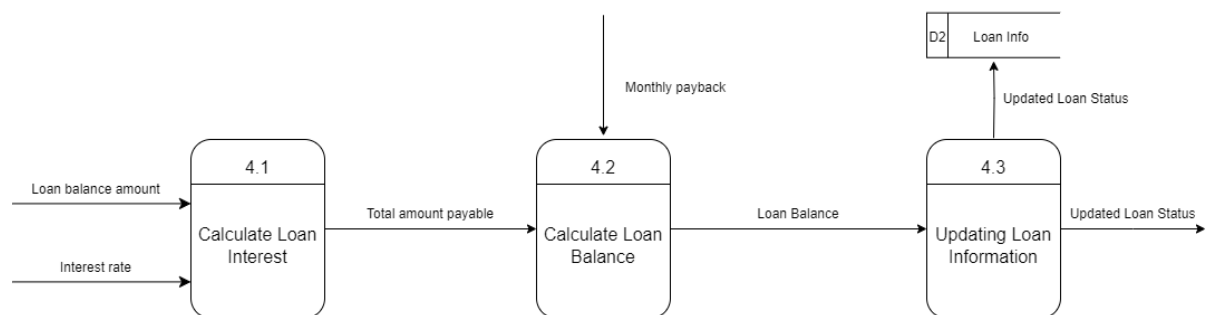 D2
Loan Info
Monthly payback
Updated Loan Status
4.1
4.2
4.3
Loan balance amount
Total amount payable
Loan Balance
Updated Loan Status
Calculate Loan
Interest
Calculate Loan
Balance
Updating Loan
Information
Interest rate